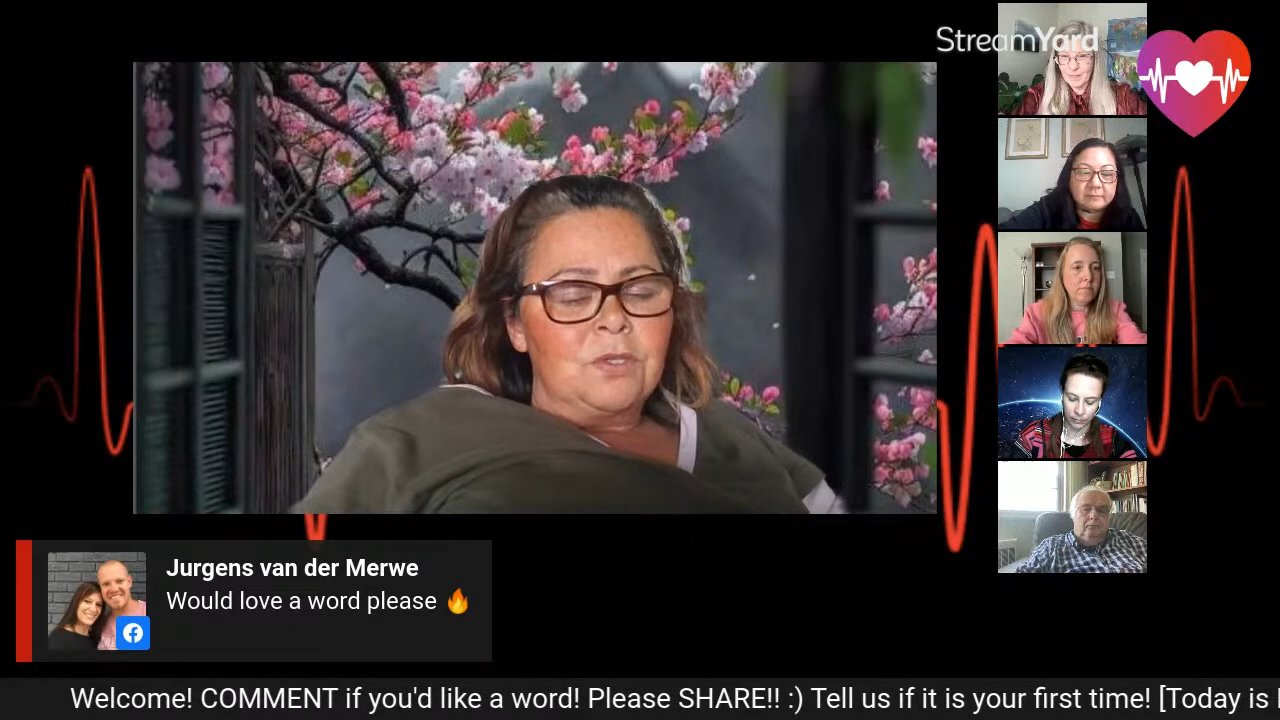 StreamYard
Jurgens van der Merwe
Would love a word please 🔥
Welcome! COMMENT if you'd like a word! Please SHARE!! :) Tell us if it is your first time! [Today is